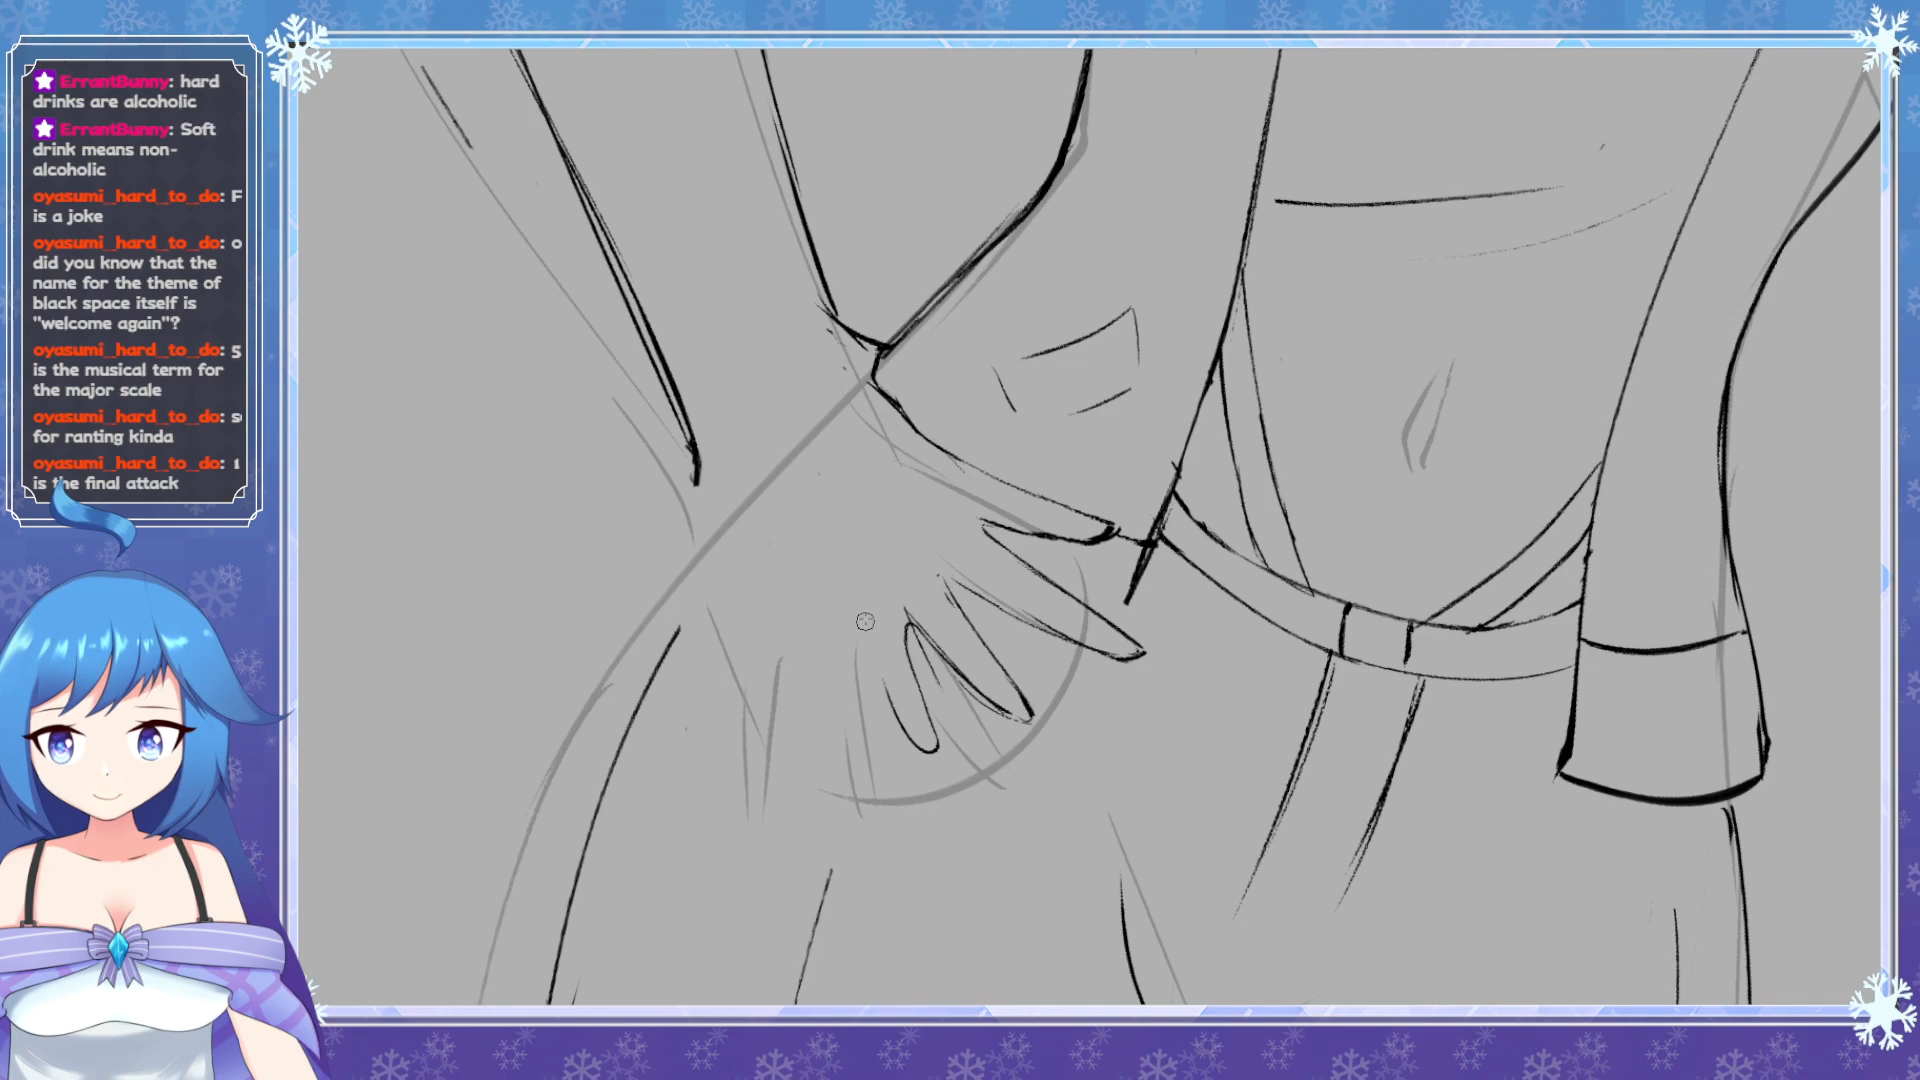 ErrantBunny: hard
drinks are alcoholic
ErrantBunny: Soft
drink means non-
alcoholic
oyasumi_hard_to_do: F
is a joke
oyasumi_hard_to_do: o
did you know that the
name for the theme of
black space itself is
"welcome again"?
oyasumi_hard_to_do: 5
is the musical term for
the major scale
oyasumi_hard_to_do: s
for ranting kinda
oyasumi_hard_to_do: 1
is the final attack